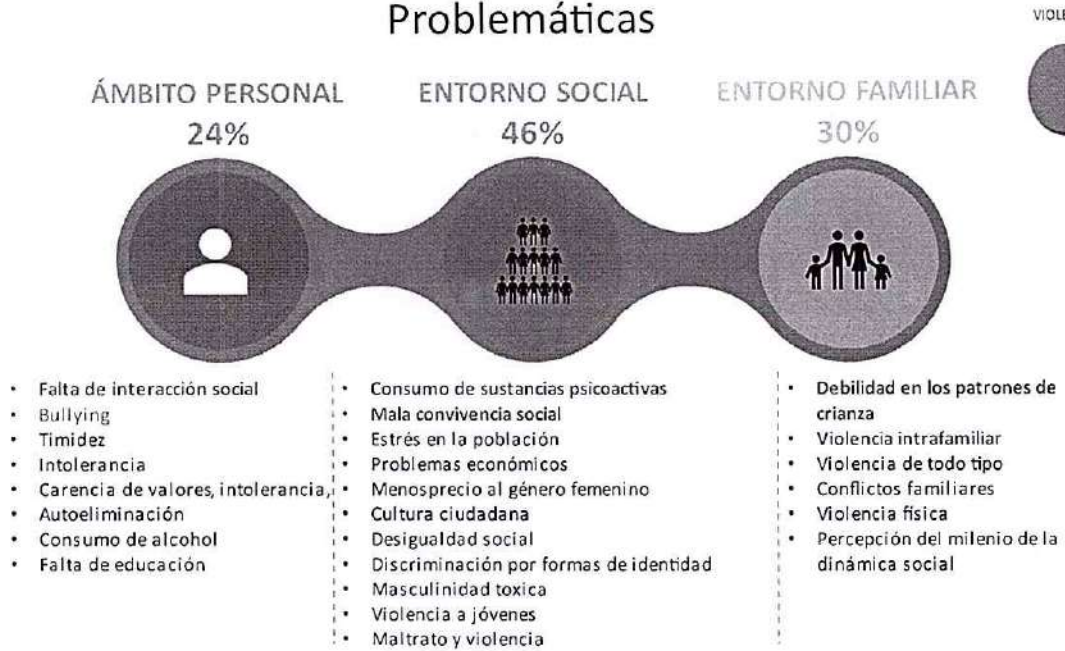 Problemáticas
ÁMBITO PERSONAL
24%
ENTORNO SOCIAL
46%
ENTORNO FAMILIAR
30%
• Falta de interacción social
• Bullying
• Timidez
• Intolerancia
• Carencia de valores, intolerancia,
• Autoeliminación
• Consumo de alcohol
• Falta de educación
• Consumo de sustancias psicoactivas
• Mala convivencia social
• Estrés en la población
• Problemas económicos
• Menosprecio al género femenino
• Cultura ciudadana
• Desigualdad social
• Discriminación por formas de identidad
• Masculinidad toxica
• Violencia a jóvenes
• Maltrato y violencia
• Debilidad en los patrones de
crianza
• Violencia intrafamiliar
• Violencia de todo tipo
• Conflictos familiares
• Violencia física
• Percepción del milenio de la
dinámica social